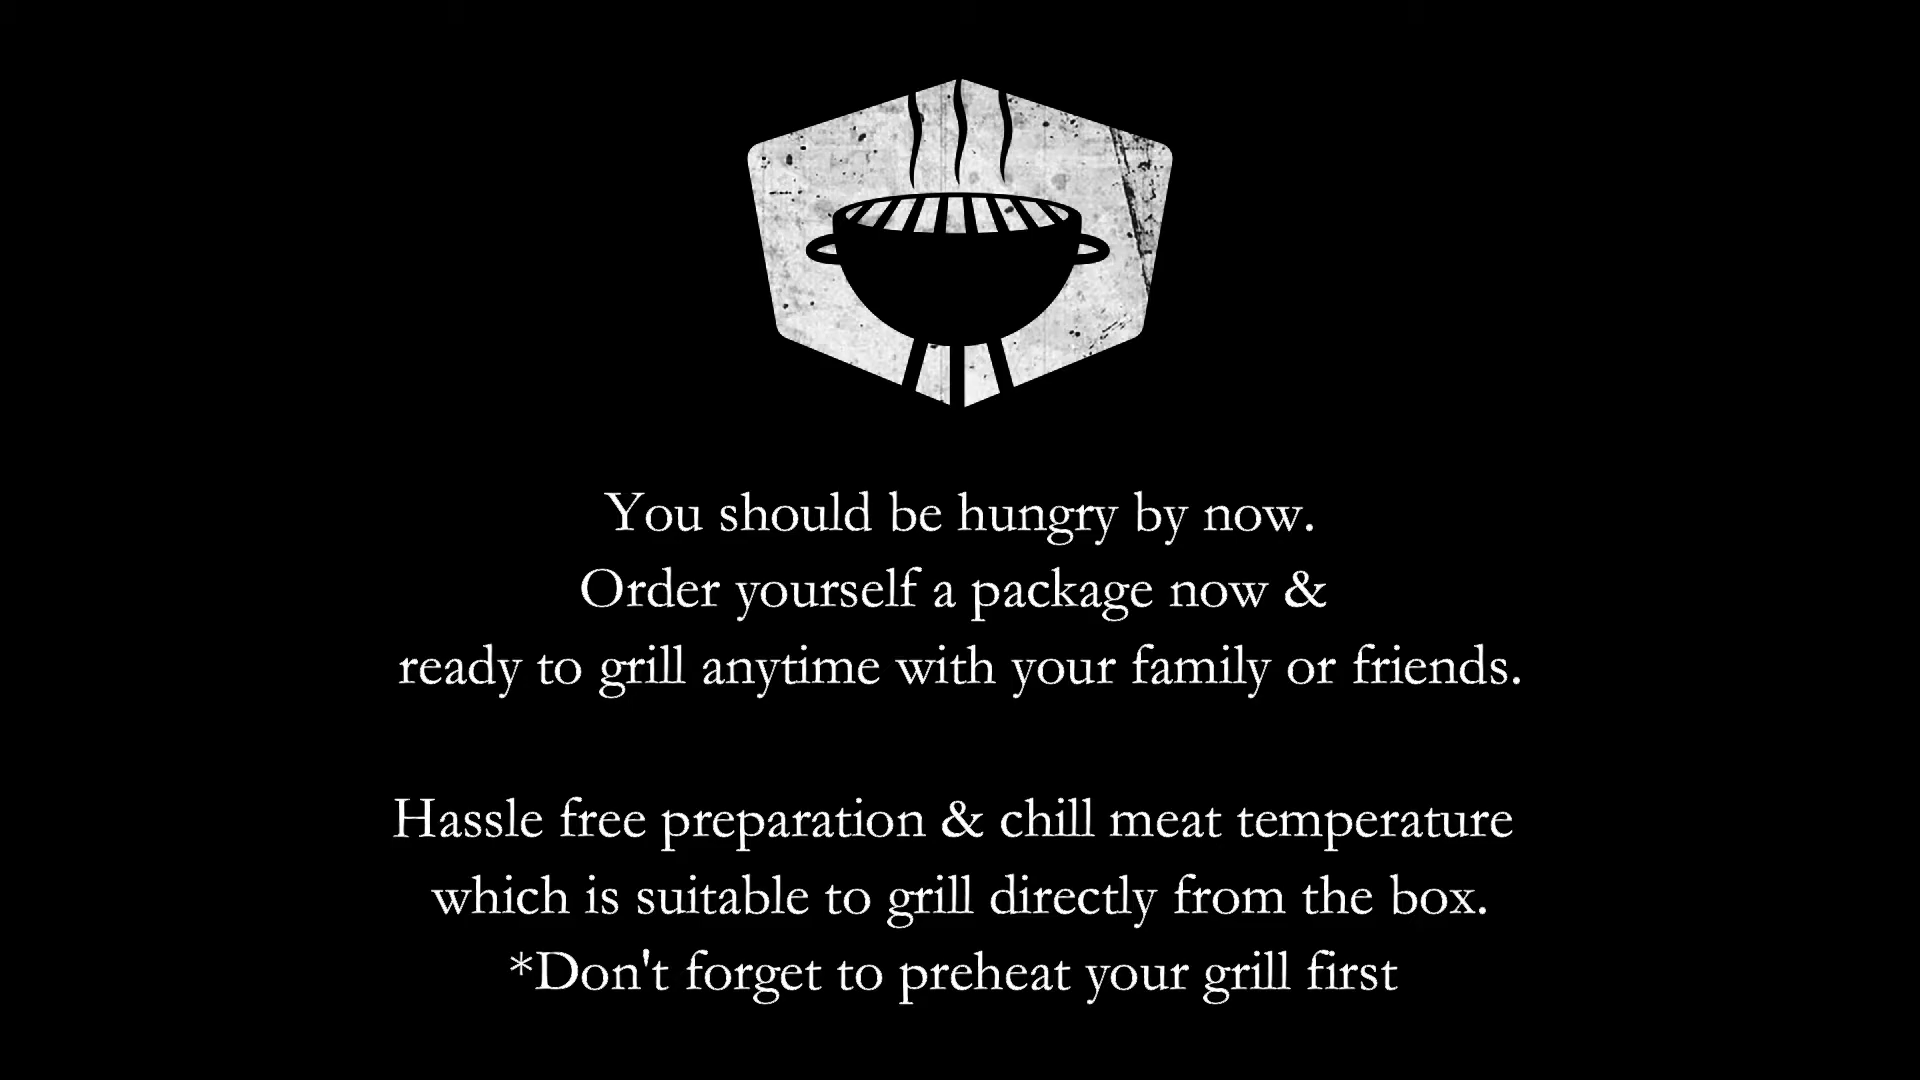 You should be hungry by now.
Order yourself a package now &
ready to grill anytime with your family or friends.
Hassle free preparation & chill meat temperature
which is suitable to grill directly from the box.
*Don't forget to preheat your grill first